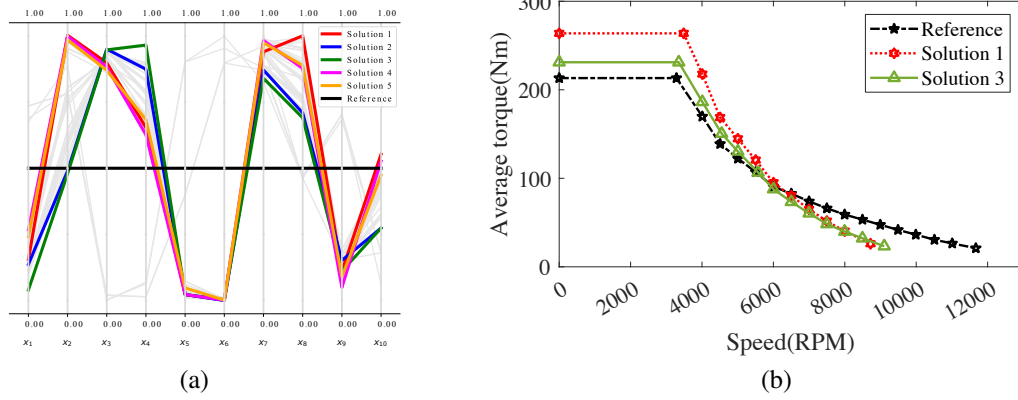 1.00 1.00 1.00 1.00 1.00 1.00 1.00 1.00 1.00 1.00
Solution 1
Solution 2
Solution 3
Solution 4
Solution 5
Reference
0.00 0.00 0.00 0.00 0.00 0.00 0.00 0.00 0.00 0.00
x1 x2 x3 x4 x5 x6 x7 x8 x9 x10
(a)
300
200
100
0
Average torque(Nm)
Reference
Solution 1
Solution 3
0 2000 4000 6000 8000 10000 12000
Speed(RPM)
(b)